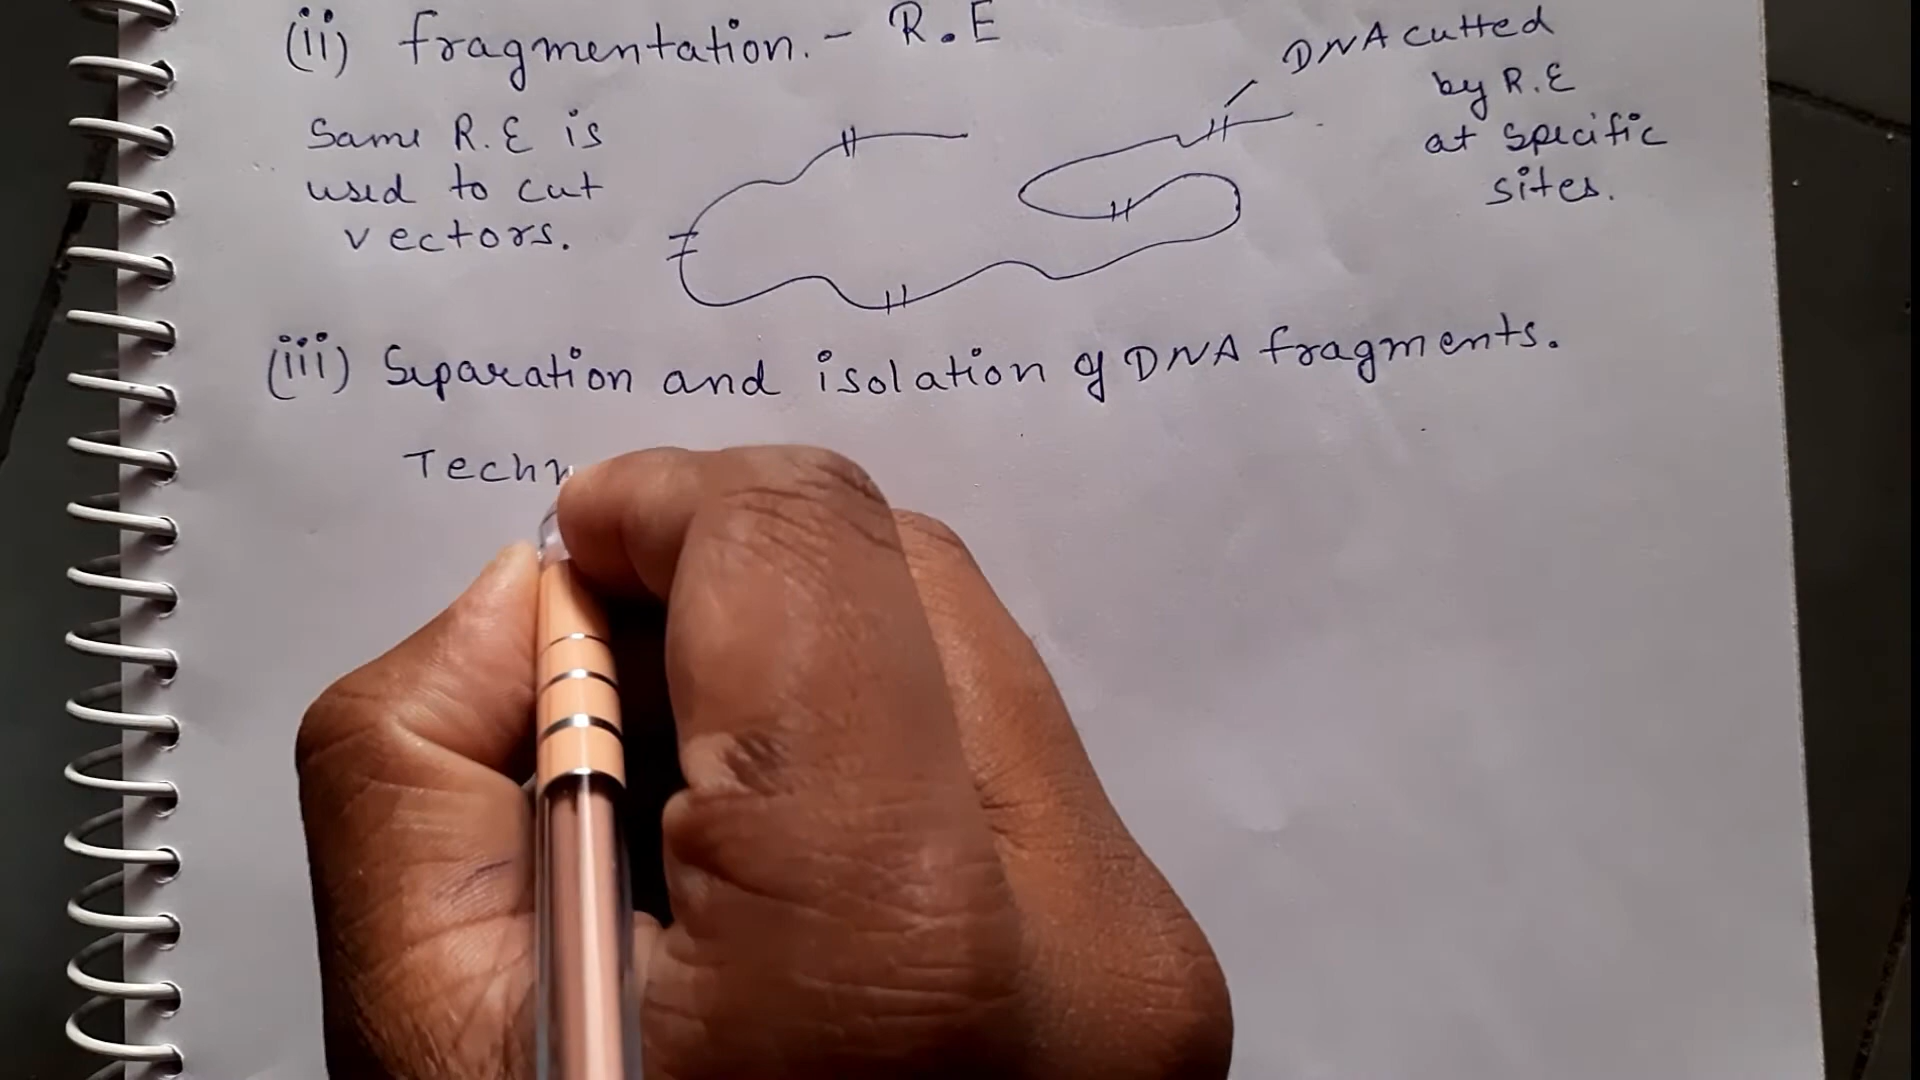 (ii) fragmentation. - R.E
DNA cutted
by R.E
at specific
sites.
Same R.E is
used to cut
vectors.
(iii) Separation and isolation of DNA fragments.
Techn